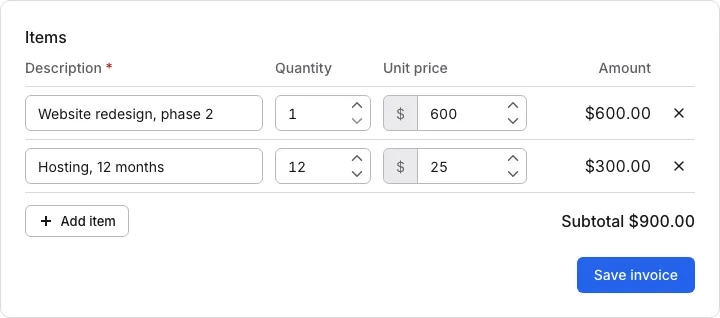 Items
Description * Quantity Unit price Amount
Website redesign, phase 2 1 $ 600 $600.00
Hosting, 12 months 12 $ 25 $300.00
+ Add item Subtotal $900.00
Save invoice